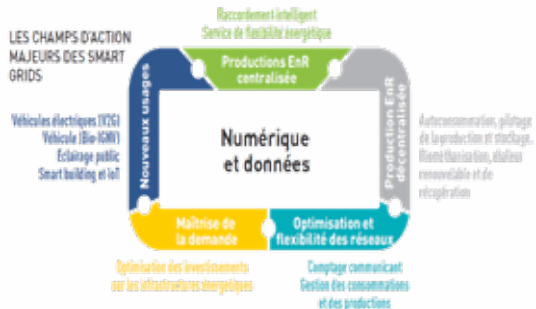 LES CHAMPS D'ACTION
MAJEURS DES SMART
GRIDS
Raccordement intelligent
Service de flexibilité énergétique
Productions EnR
centralisée
Nouveaux usages
Véhicules électriques (V2G)
Véhicule (Bio-IGNV)
Eclairage public
Smart building et IoT
Numérique
et données
Production EnR
décentralisée
Autoconsommation, pilotage
de la production et stockage,
Biométhanisation, chaleur
renouvelable et de
récupération
Maîtrise de
la demande
Optimisation et
flexibilité des réseaux
Optimisation des investissements
sur les infrastructures énergétiques
Comptage communicant
Gestion des consommations
et des productions